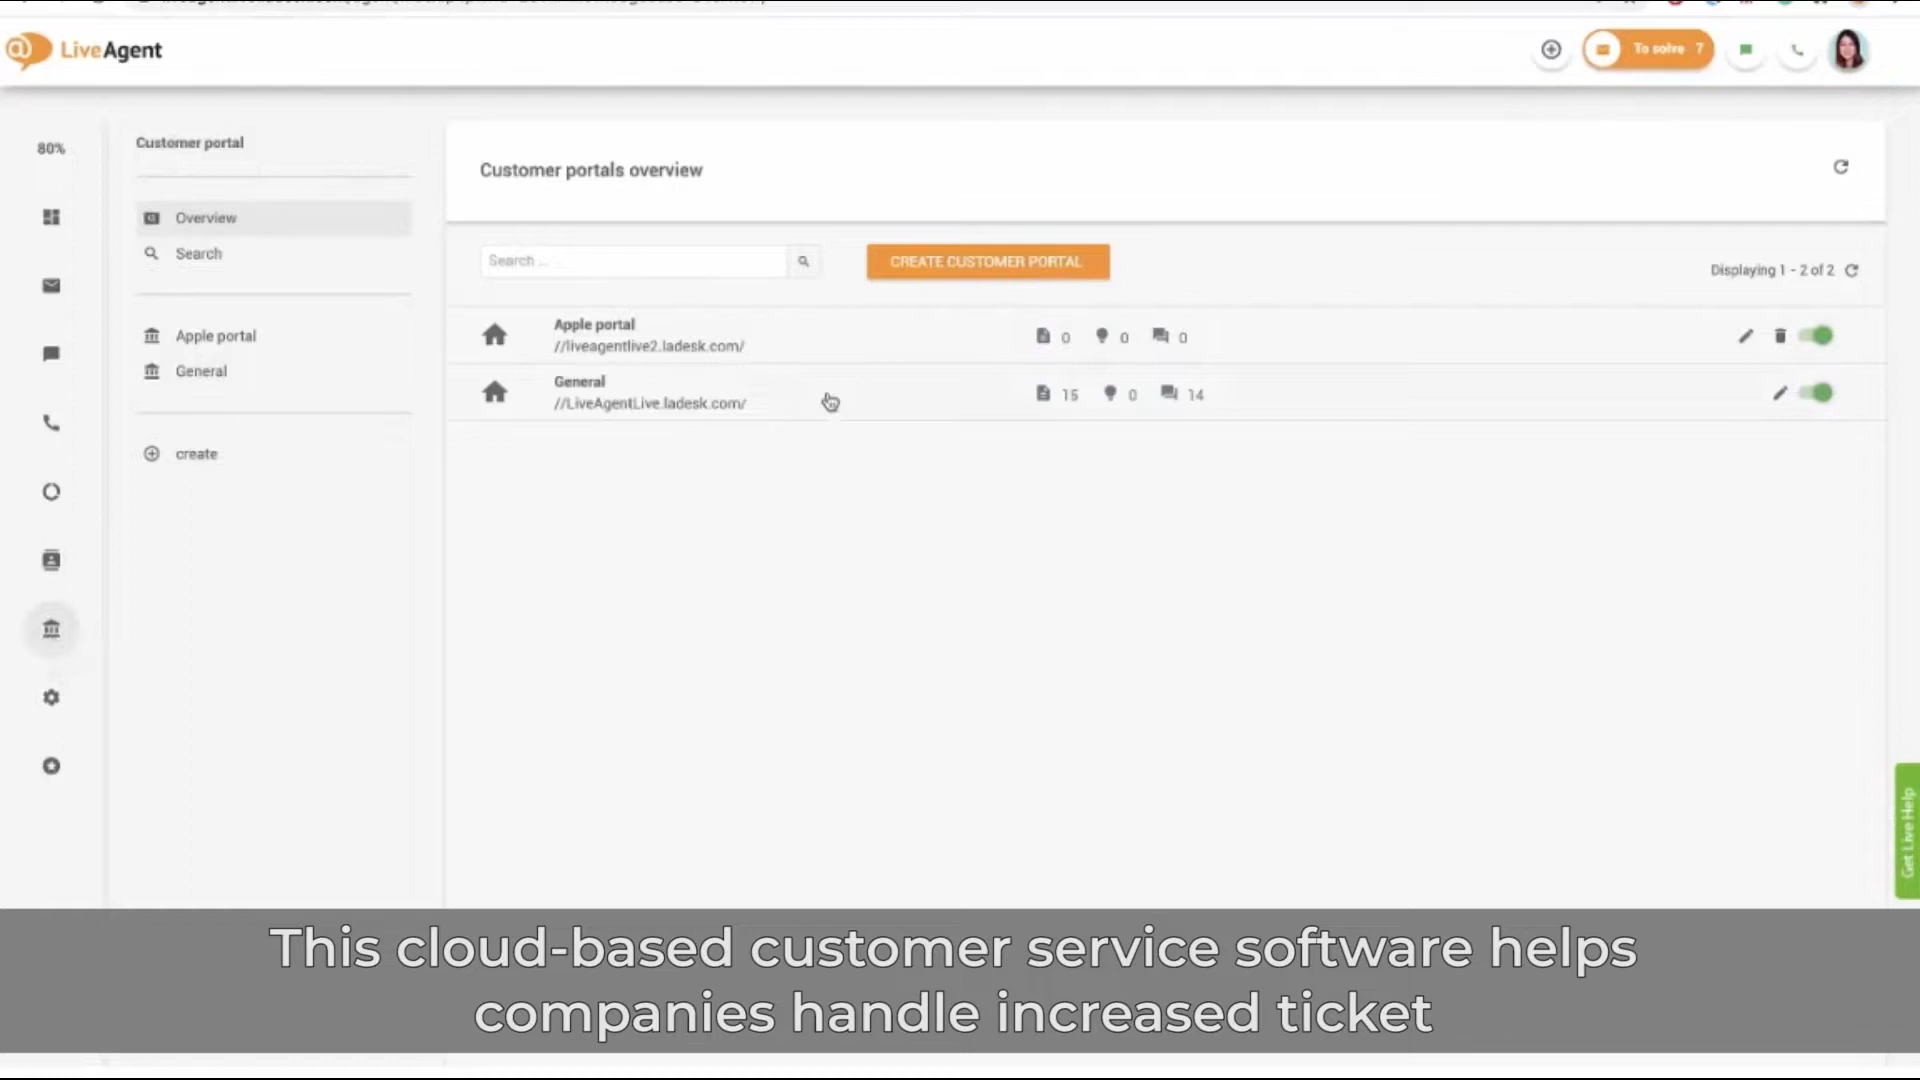 LiveAgent
To solve 7
80%
Customer portal
Overview
Search
Apple portal
General
create
Customer portals overview
Search ...
CREATE CUSTOMER PORTAL
Displaying 1 - 2 of 2
Apple portal
//liveagentlive2.ladesk.com/
0 0 0
General
//LiveAgentLive.ladesk.com/
15 0 14
Get Live Help
This cloud-based customer service software helps
companies handle increased ticket